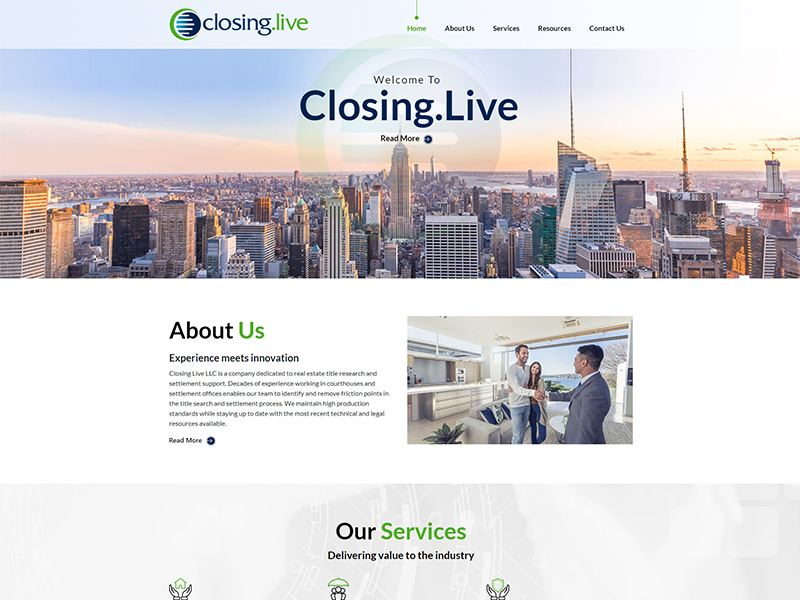 closing.live
Home About Us Services Resources Contact Us
Welcome To
Closing.Live
Read More
About Us
Experience meets innovation
Closing Live LLC is a company dedicated to real estate title research and
settlement support. Decades of experience working in courthouses and
settlement offices enables our team to identify and remove friction points in
the title search and settlement process. We maintain high production
standards while staying up to date with the most recent technical and legal
resources available.
Read More
Our Services
Delivering value to the industry